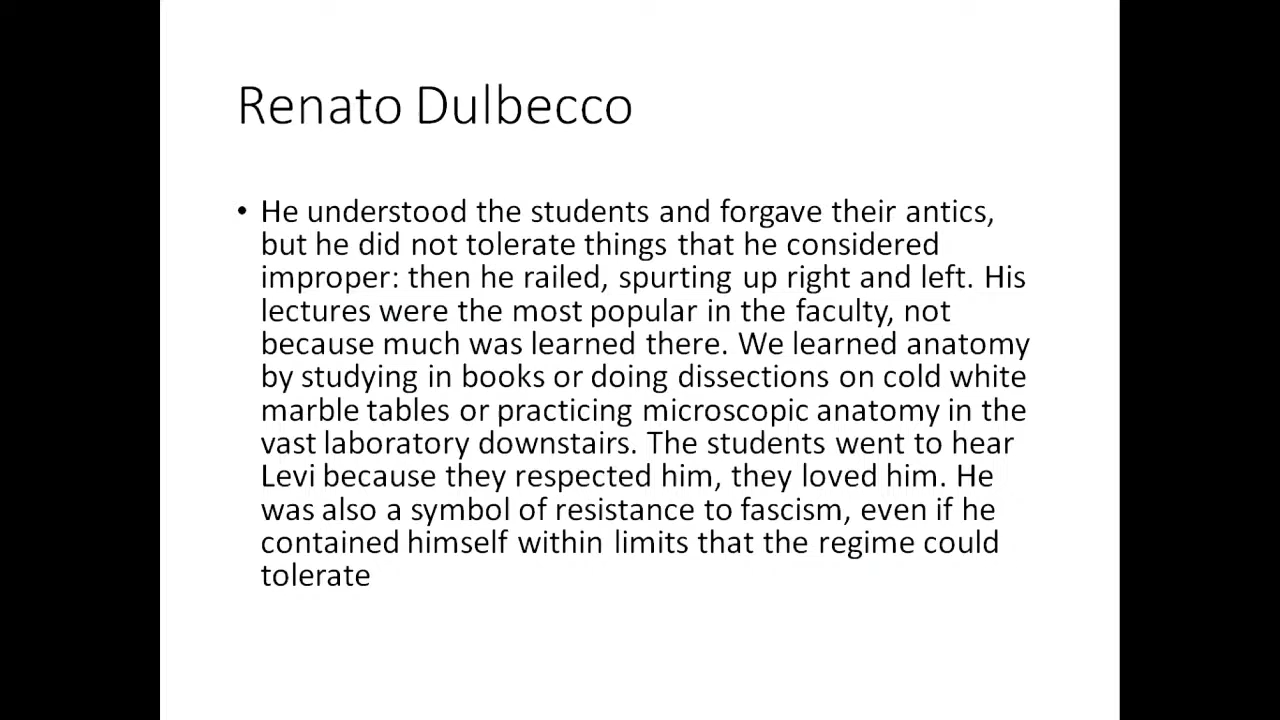 Renato Dulbecco
• He understood the students and forgave their antics,
but he did not tolerate things that he considered
improper: then he railed, spurting up right and left. His
lectures were the most popular in the faculty, not
because much was learned there. We learned anatomy
by studying in books or doing dissections on cold white
marble tables or practicing microscopic anatomy in the
vast laboratory downstairs. The students went to hear
Levi because they respected him, they loved him. He
was also a symbol of resistance to fascism, even if he
contained himself within limits that the regime could
tolerate